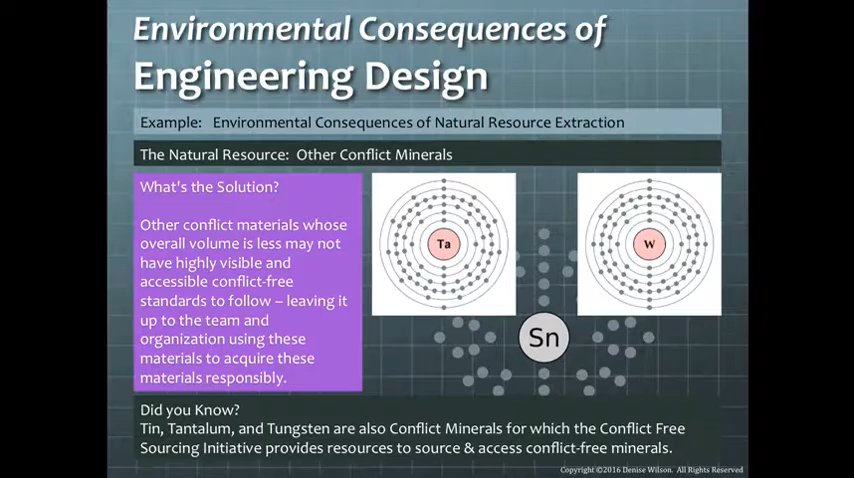 Environmental Consequences of
Engineering Design
Example: Environmental Consequences of Natural Resource Extraction
The Natural Resource: Other Conflict Minerals
What's the Solution?
Other conflict materials whose
overall volume is less may not
have highly visible and
accessible conflict-free
standards to follow – leaving it
up to the team and
organization using these
materials to acquire these
materials responsibly.
Ta
W
Sn
Did you Know?
Tin, Tantalum, and Tungsten are also Conflict Minerals for which the Conflict Free
Sourcing Initiative provides resources to source & access conflict-free minerals.
Copyright ©2016 Denise Wilson. All Rights Reserved